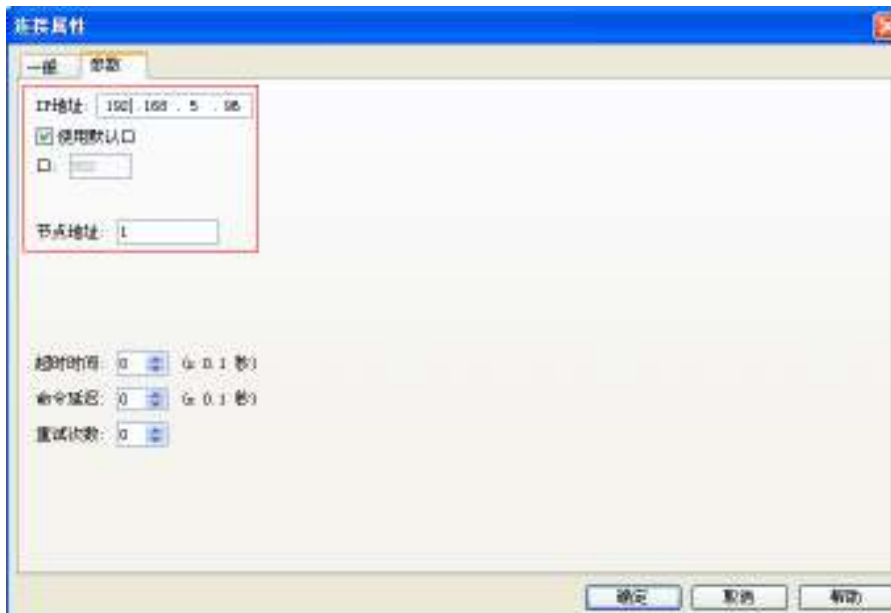 连接属性
一般 参数
IP地址: 192 .168 . 5 . 96
使用默认口
口:
节点地址: 1
超时时间: 0 (x 0.1 秒)
命令延迟: 0 (x 0.1 秒)
重试次数: 0
确定 取消 帮助